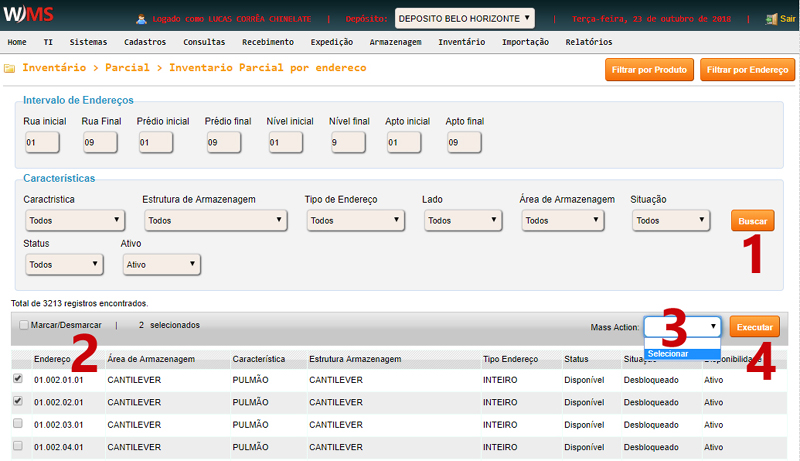 WMS
Logado como LUCAS CORRÊA CHINELATE | Depósito: DEPOSITO BELO HORIZONTE | Terça-feira, 23 de outubro de 2018 | Sair
Home TI Sistemas Cadastros Consultas Recebimento Expedição Armazenagem Inventário Importação Relatórios
Inventário > Parcial > Inventario Parcial por endereco Filtrar por Produto Filtrar por Endereço
Intervalo de Endereços
Rua inicial Rua Final Prédio inicial Prédio final Nível inicial Nível final Apto inicial Apto final
01 09 01 09 01 9 01 09
Características
Caractrística Estrutura de Armazenagem Tipo de Endereço Lado Área de Armazenagem Situação
Todos Todos Todos Todos Todos Todos Buscar
1
Status Ativo
Todos Ativo
Total de 3213 registros encontrados.
Marcar/Desmarcar | 2 selecionados Mass Action: Executar
2 3 4
Selecionar
Endereço Área de Armazenagem Característica Estrutura Armazenagem Tipo Endereço Status Situação Disponibilidade
01.002.01.01 CANTILEVER PULMÃO CANTILEVER INTEIRO Disponível Desbloqueado Ativo
01.002.02.01 CANTILEVER PULMÃO CANTILEVER INTEIRO Disponível Desbloqueado Ativo
01.002.03.01 CANTILEVER PULMÃO CANTILEVER INTEIRO Disponível Desbloqueado Ativo
01.002.04.01 CANTILEVER PULMÃO CANTILEVER INTEIRO Disponível Desbloqueado Ativo